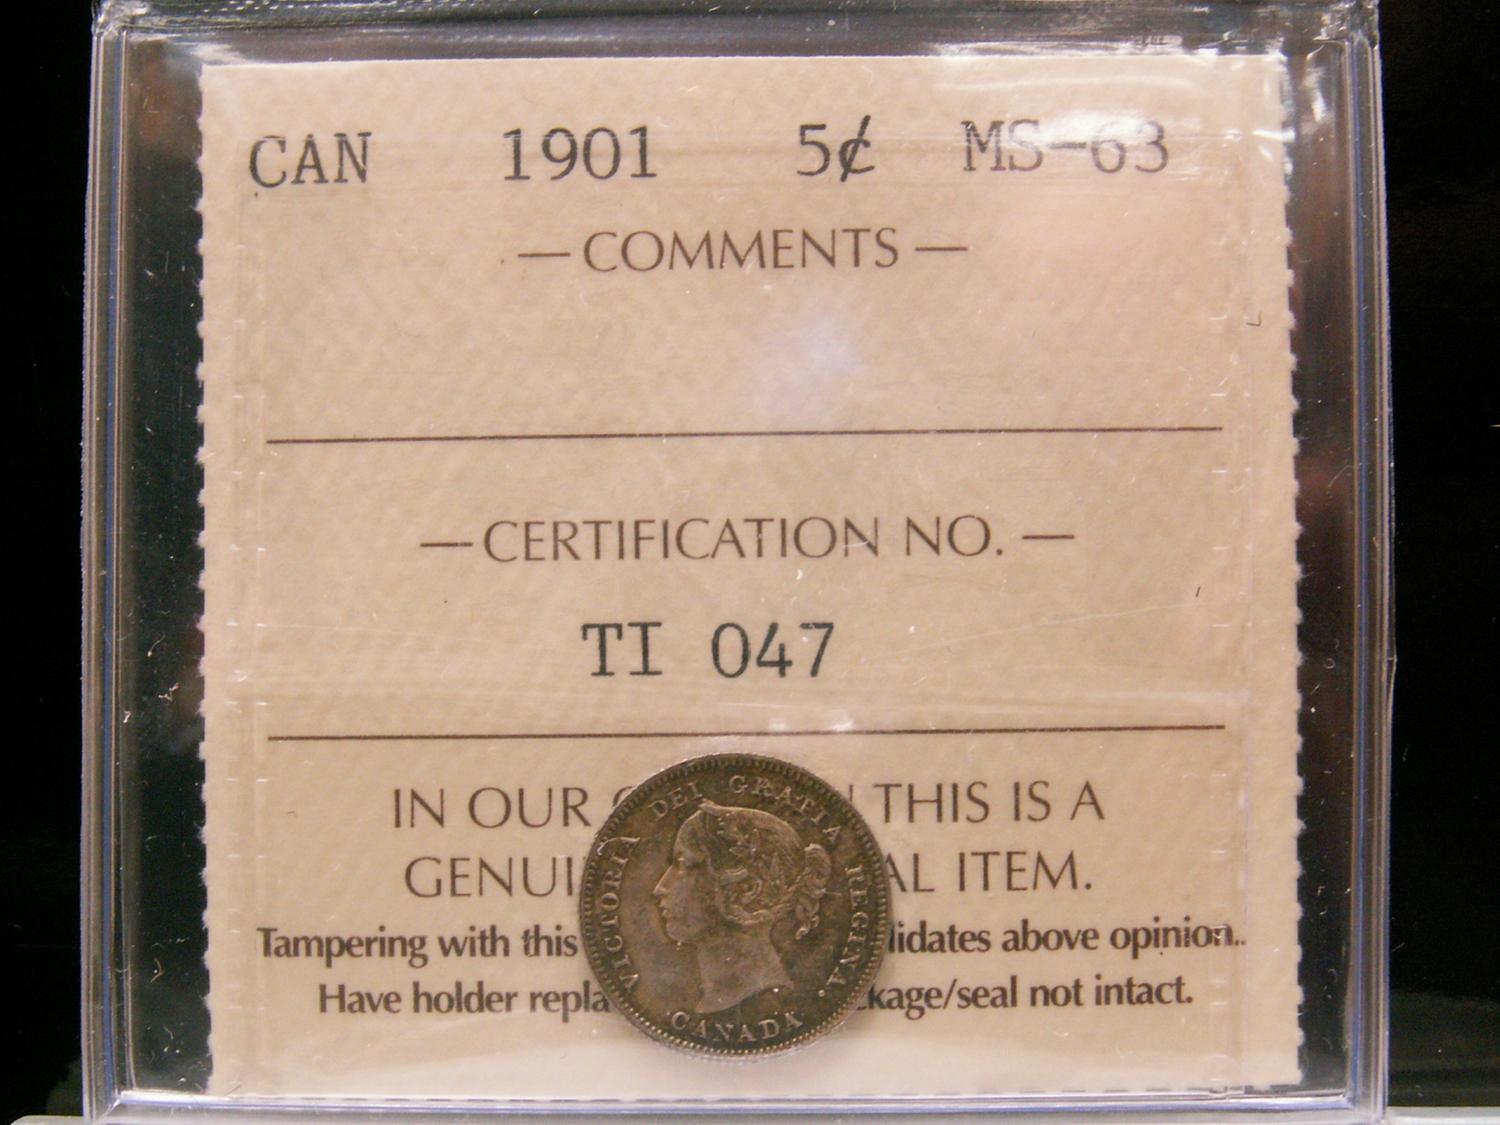 CAN 1901 5¢ MS-63
— COMMENTS —
— CERTIFICATION NO. —
TI 047
IN OUR THIS IS A
GENUI AL ITEM.
Tampering with this lidates above opinion..
Have holder repla ckage/seal not intact.
VICTORIA DEI GRATIA REGINA.
CANADA